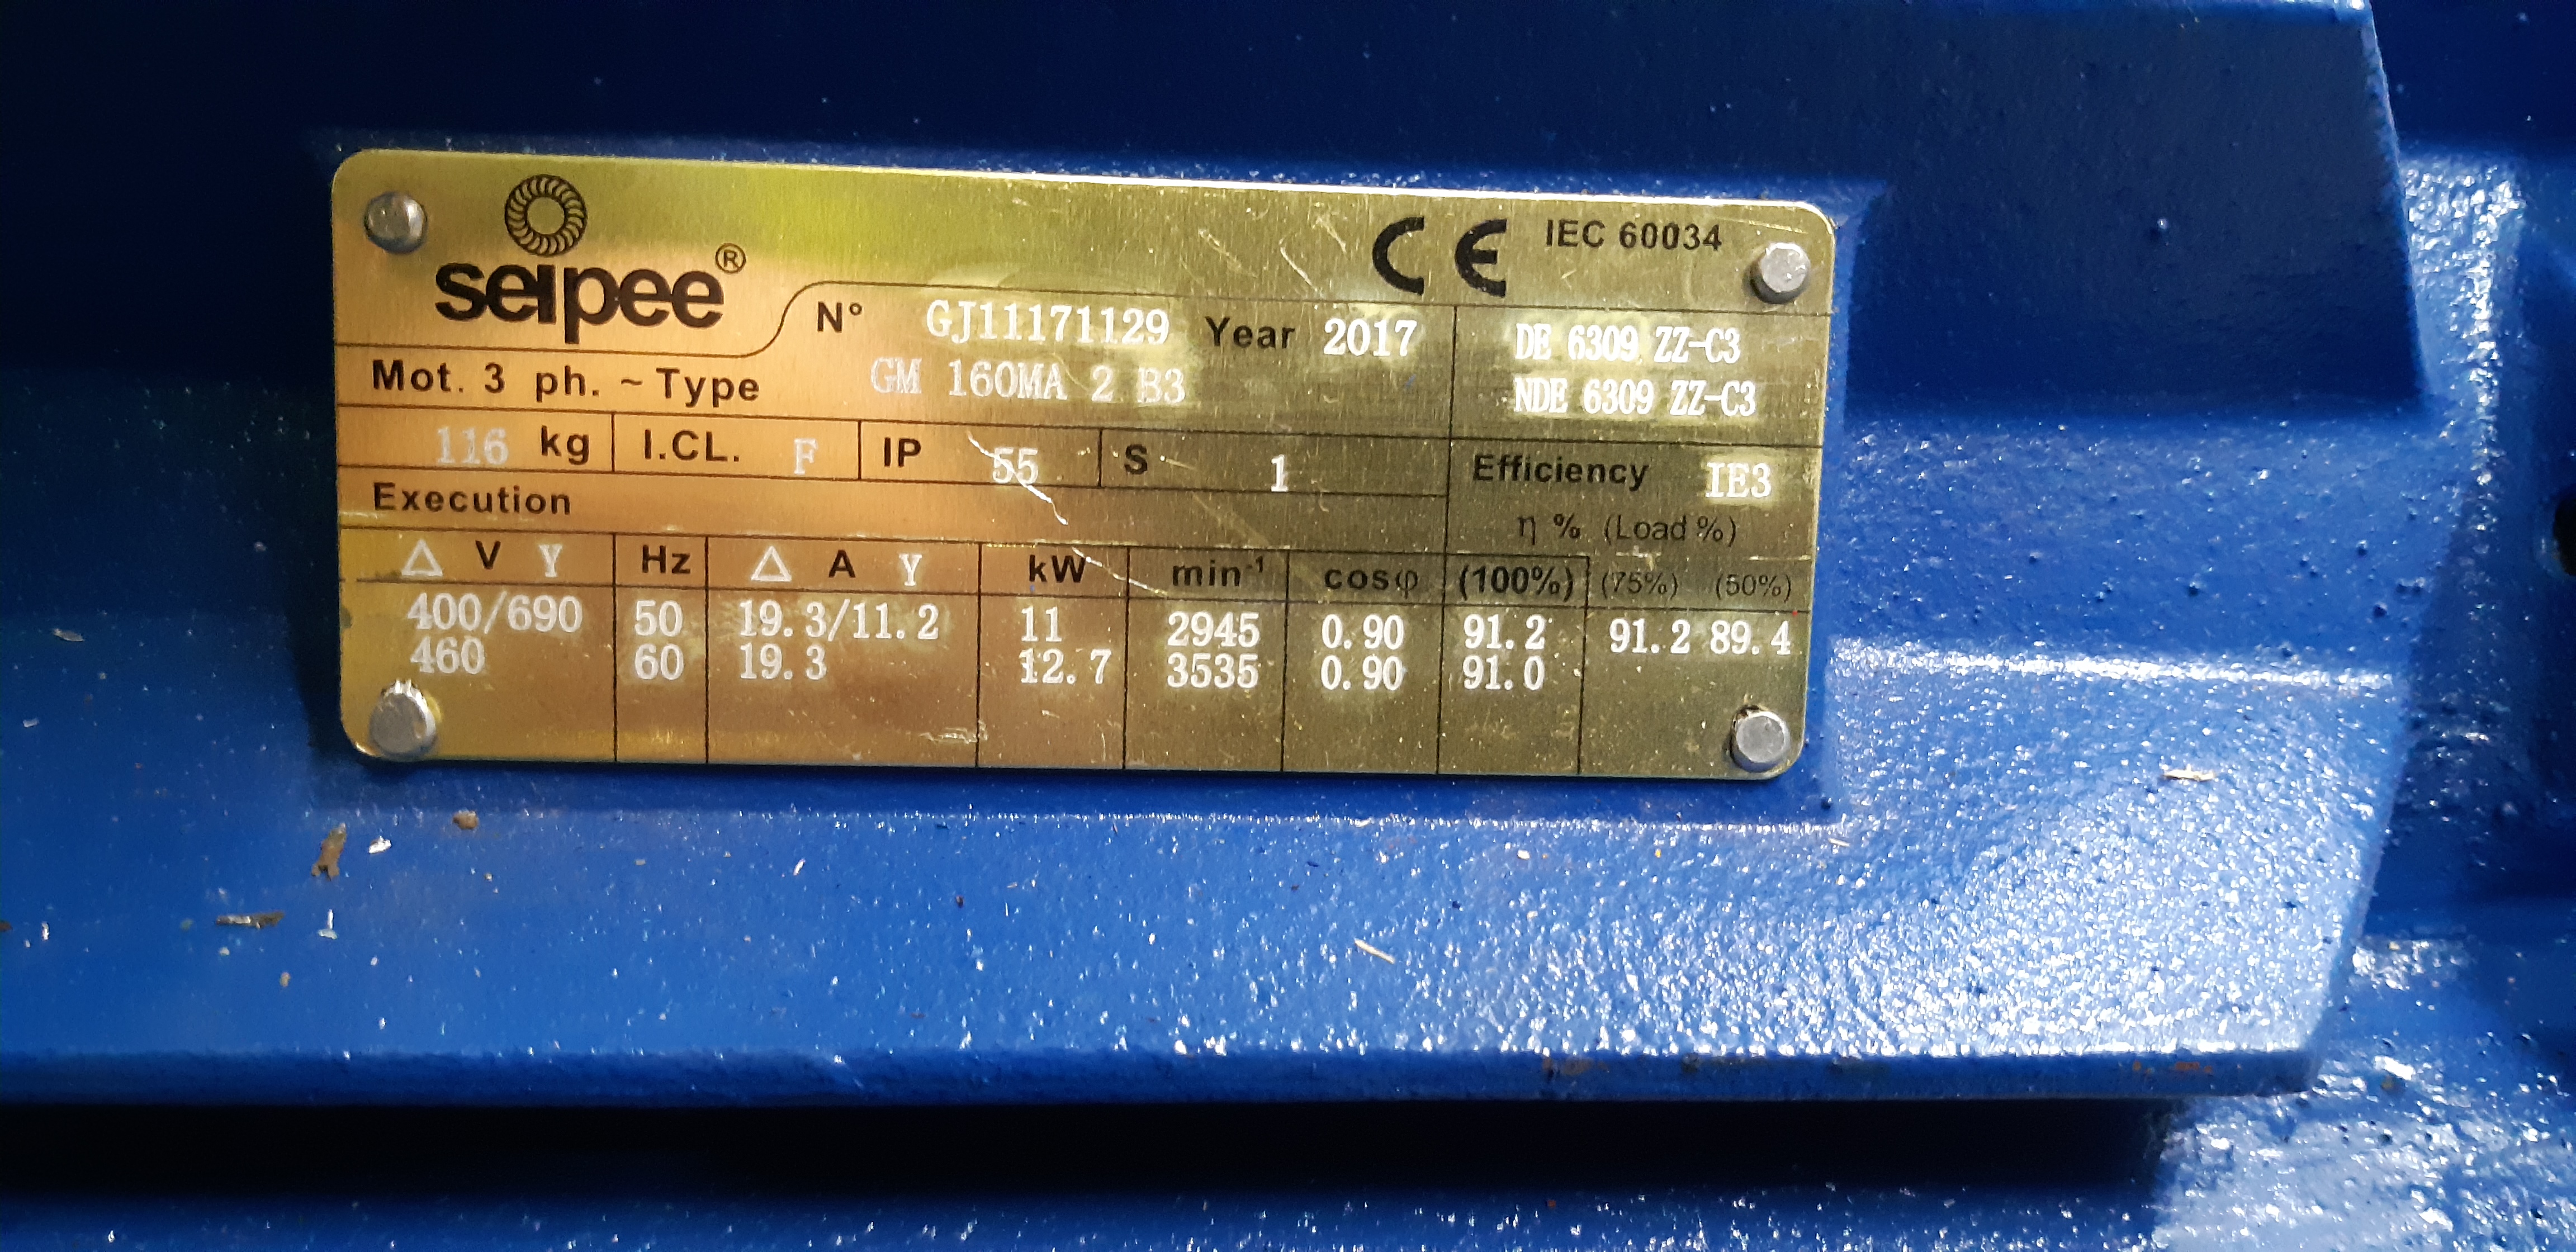 seipee®
CE IEC 60034
N° GJ11171129 Year 2017
DE 6309 ZZ-C3
Mot. 3 ph. ~ Type GM 160MA 2 B3
NDE 6309 ZZ-C3
116 kg I.CL. F IP 55 S 1
Efficiency IE3
Execution
η % (Load %)
Δ V Y Hz Δ A Y kW min-1 cosφ (100%) (75%) (50%)
400/690 50 19.3/11.2 11 2945 0.90 91.2 91.2 89.4
460 60 19.3 12.7 3535 0.90 91.0